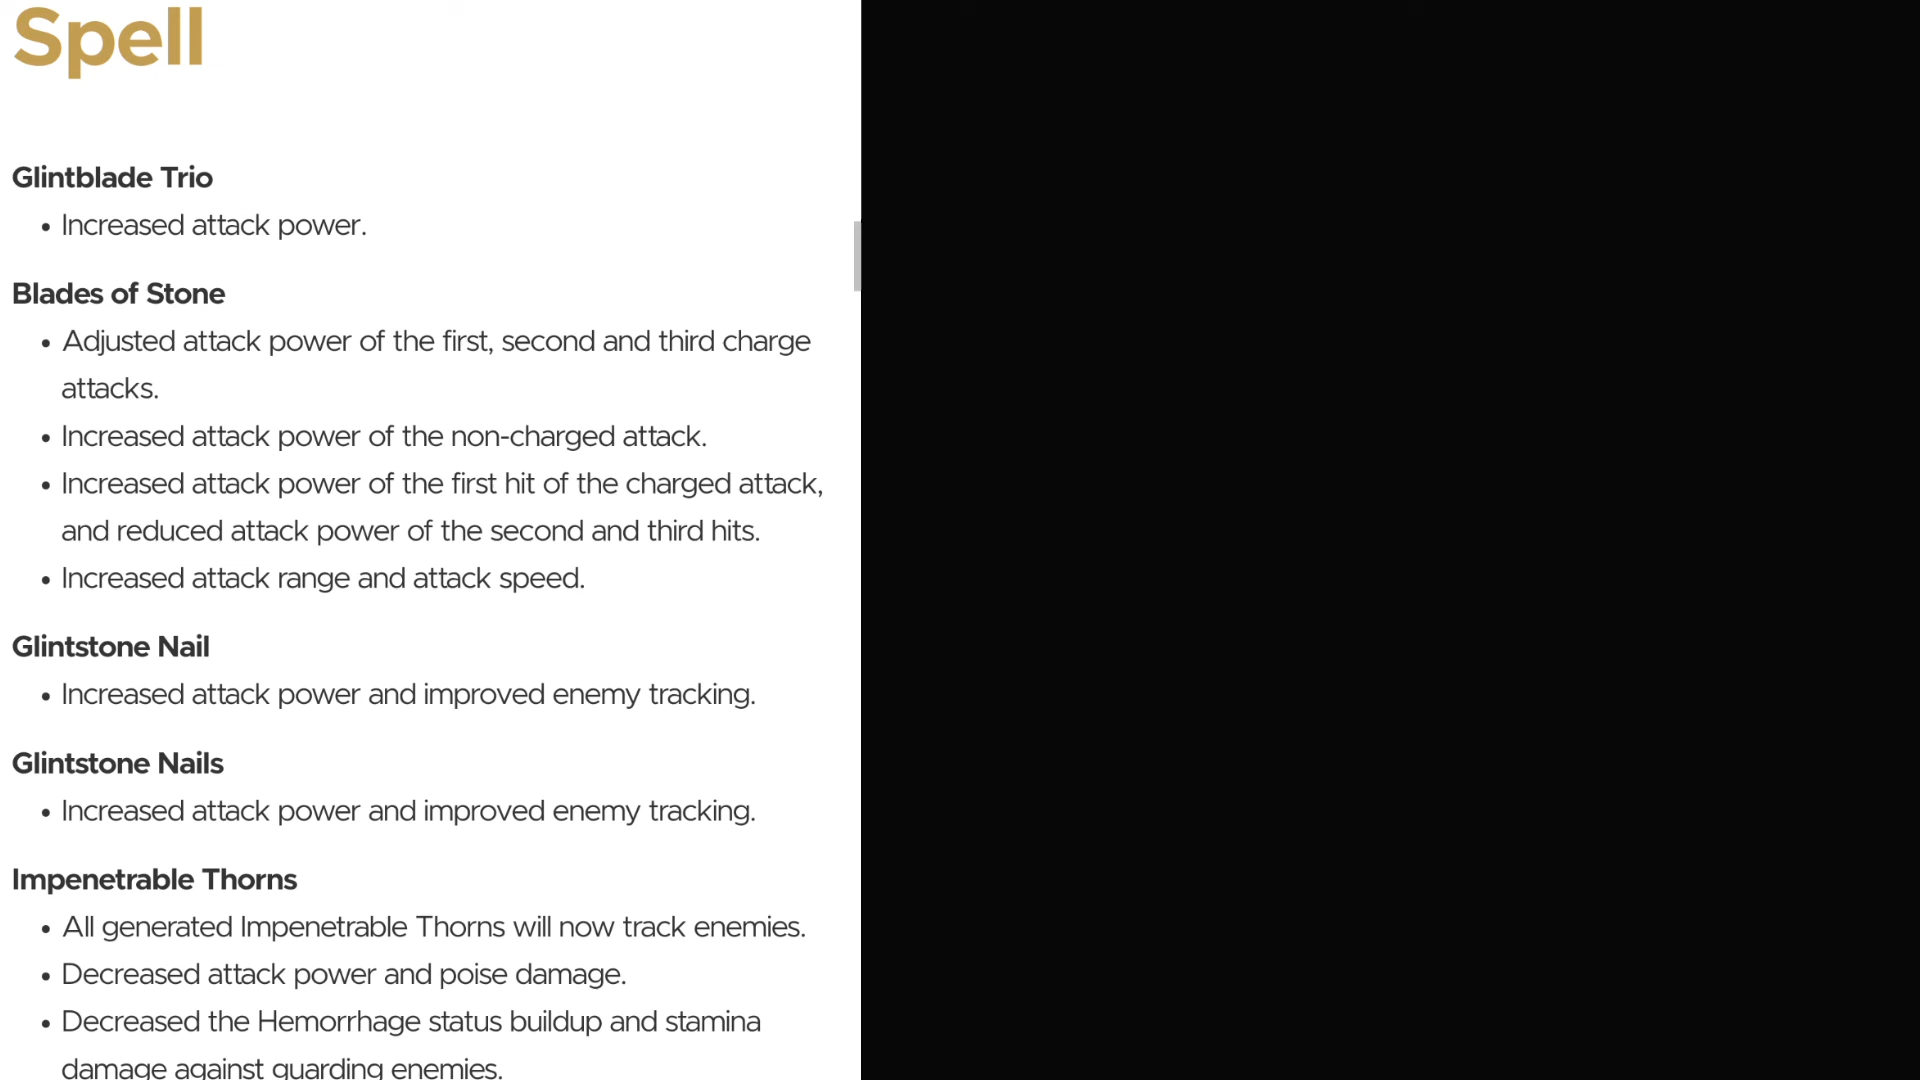 Spell
Glintblade Trio
• Increased attack power.
Blades of Stone
• Adjusted attack power of the first, second and third charge
attacks.
• Increased attack power of the non-charged attack.
• Increased attack power of the first hit of the charged attack,
and reduced attack power of the second and third hits.
• Increased attack range and attack speed.
Glintstone Nail
• Increased attack power and improved enemy tracking.
Glintstone Nails
• Increased attack power and improved enemy tracking.
Impenetrable Thorns
• All generated Impenetrable Thorns will now track enemies.
• Decreased attack power and poise damage.
• Decreased the Hemorrhage status buildup and stamina
damage against guarding enemies.